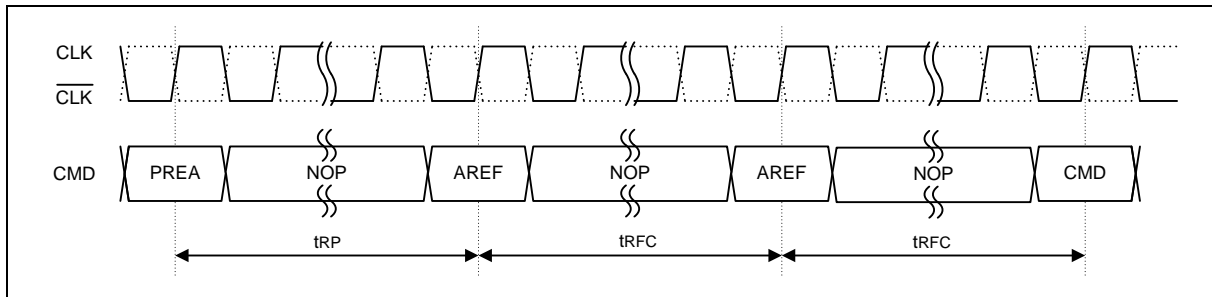 CLK
CLK
CMD PREA NOP AREF NOP AREF NOP CMD
tRP tRFC tRFC